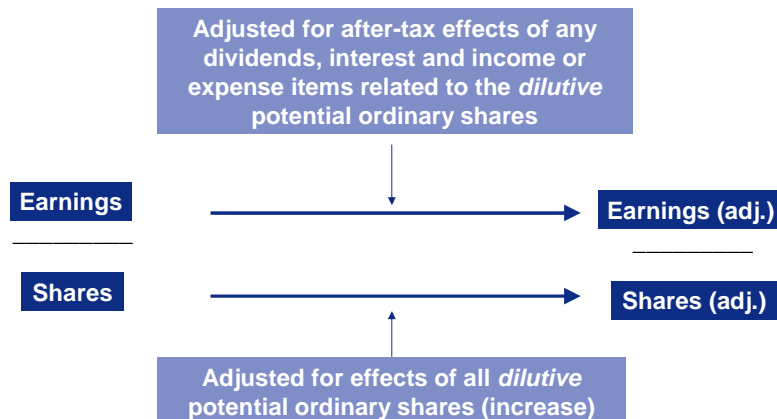 Adjusted for after-tax effects of any
dividends, interest and income or
expense items related to the dilutive
potential ordinary shares
Earnings
Earnings (adj.)
Shares
Shares (adj.)
Adjusted for effects of all dilutive
potential ordinary shares (increase)